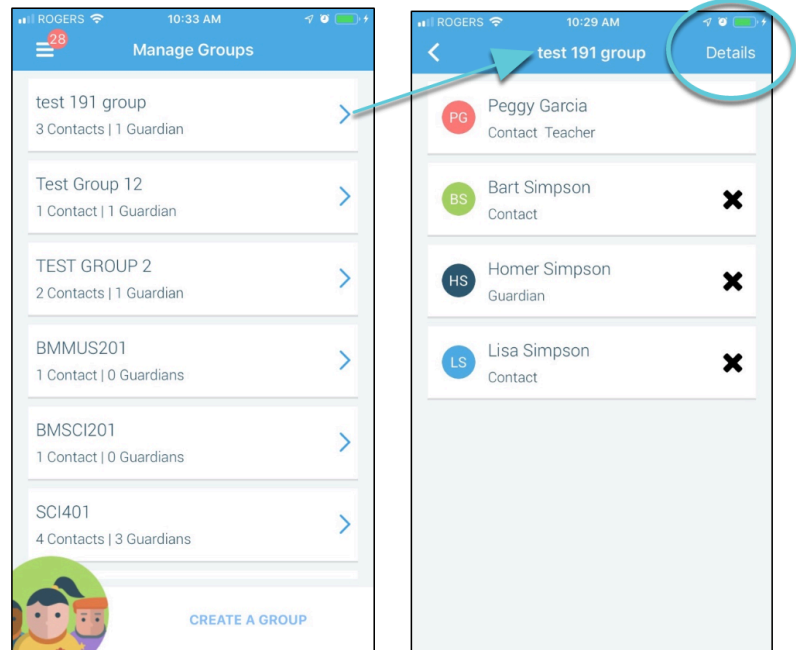 ROGERS 10:33 AM
28
Manage Groups
test 191 group
3 Contacts | 1 Guardian
Test Group 12
1 Contact | 1 Guardian
TEST GROUP 2
2 Contacts | 1 Guardian
BMMUS201
1 Contact | 0 Guardians
BMSCI201
1 Contact | 0 Guardians
SCI401
4 Contacts | 3 Guardians
CREATE A GROUP
ROGERS 10:29 AM
test 191 group Details
PG
Peggy Garcia
Contact Teacher
BS
Bart Simpson
Contact
HS
Homer Simpson
Guardian
LS
Lisa Simpson
Contact